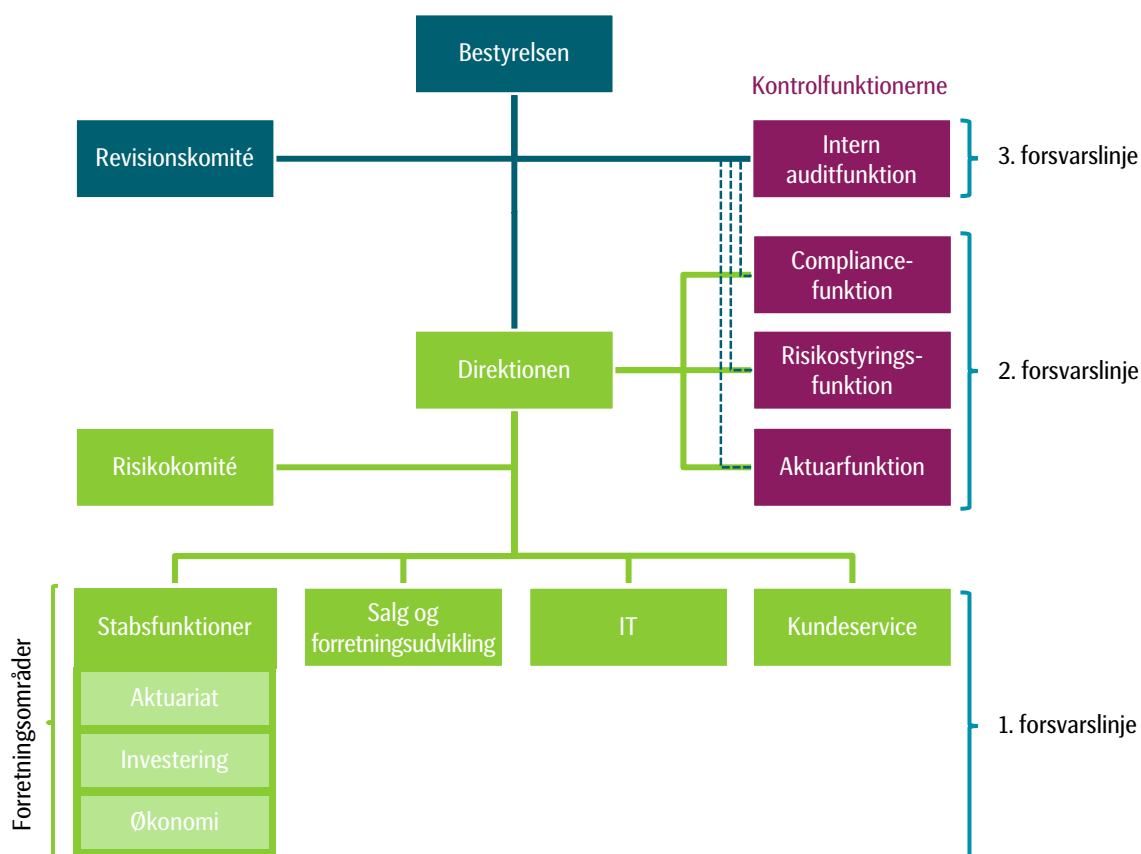 Bestyrelsen
Kontrolfunktionerne
Revisionskomité
Intern
auditfunktion
3. forsvarslinje
Compliance-
funktion
Direktionen
Risikostyrings-
funktion
2. forsvarslinje
Risikokomité
Aktuarfunktion
Forretningsområder
Stabsfunktioner
Salg og
forretningsudvikling
IT
Kundeservice
Aktuariat
Investering
Økonomi
1. forsvarslinje